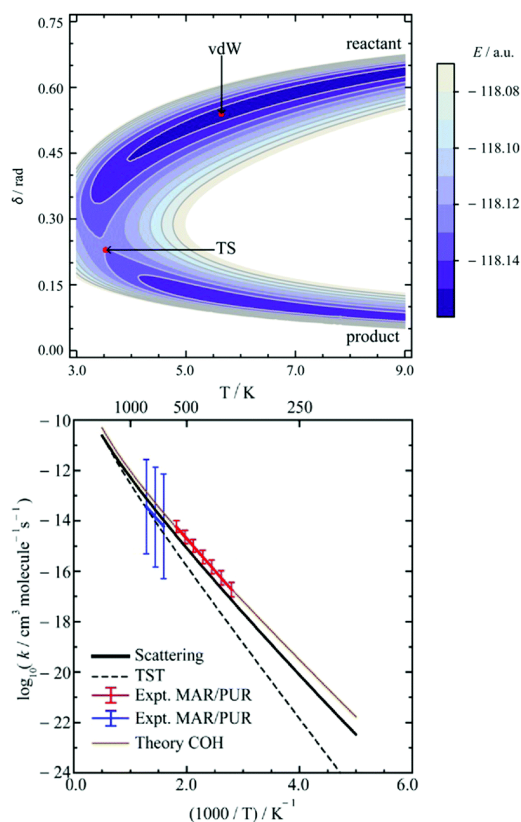 0.75
0.60
0.45
0.30
0.15
0.00
δ / rad
vdW
reactant
TS
product
3.0 5.0 7.0 9.0
E / a.u.
− 118.08
− 118.10
− 118.12
− 118.14
T / K
1000 500 250
− 10
− 12
− 14
− 16
− 18
− 20
− 22
− 24
log₁₀( k / cm³ molecule⁻¹ s⁻¹)
Scattering
TST
Expt. MAR/PUR
Expt. MAR/PUR
Theory COH
0.0 2.0 4.0 6.0
(1000 / T) / K⁻¹